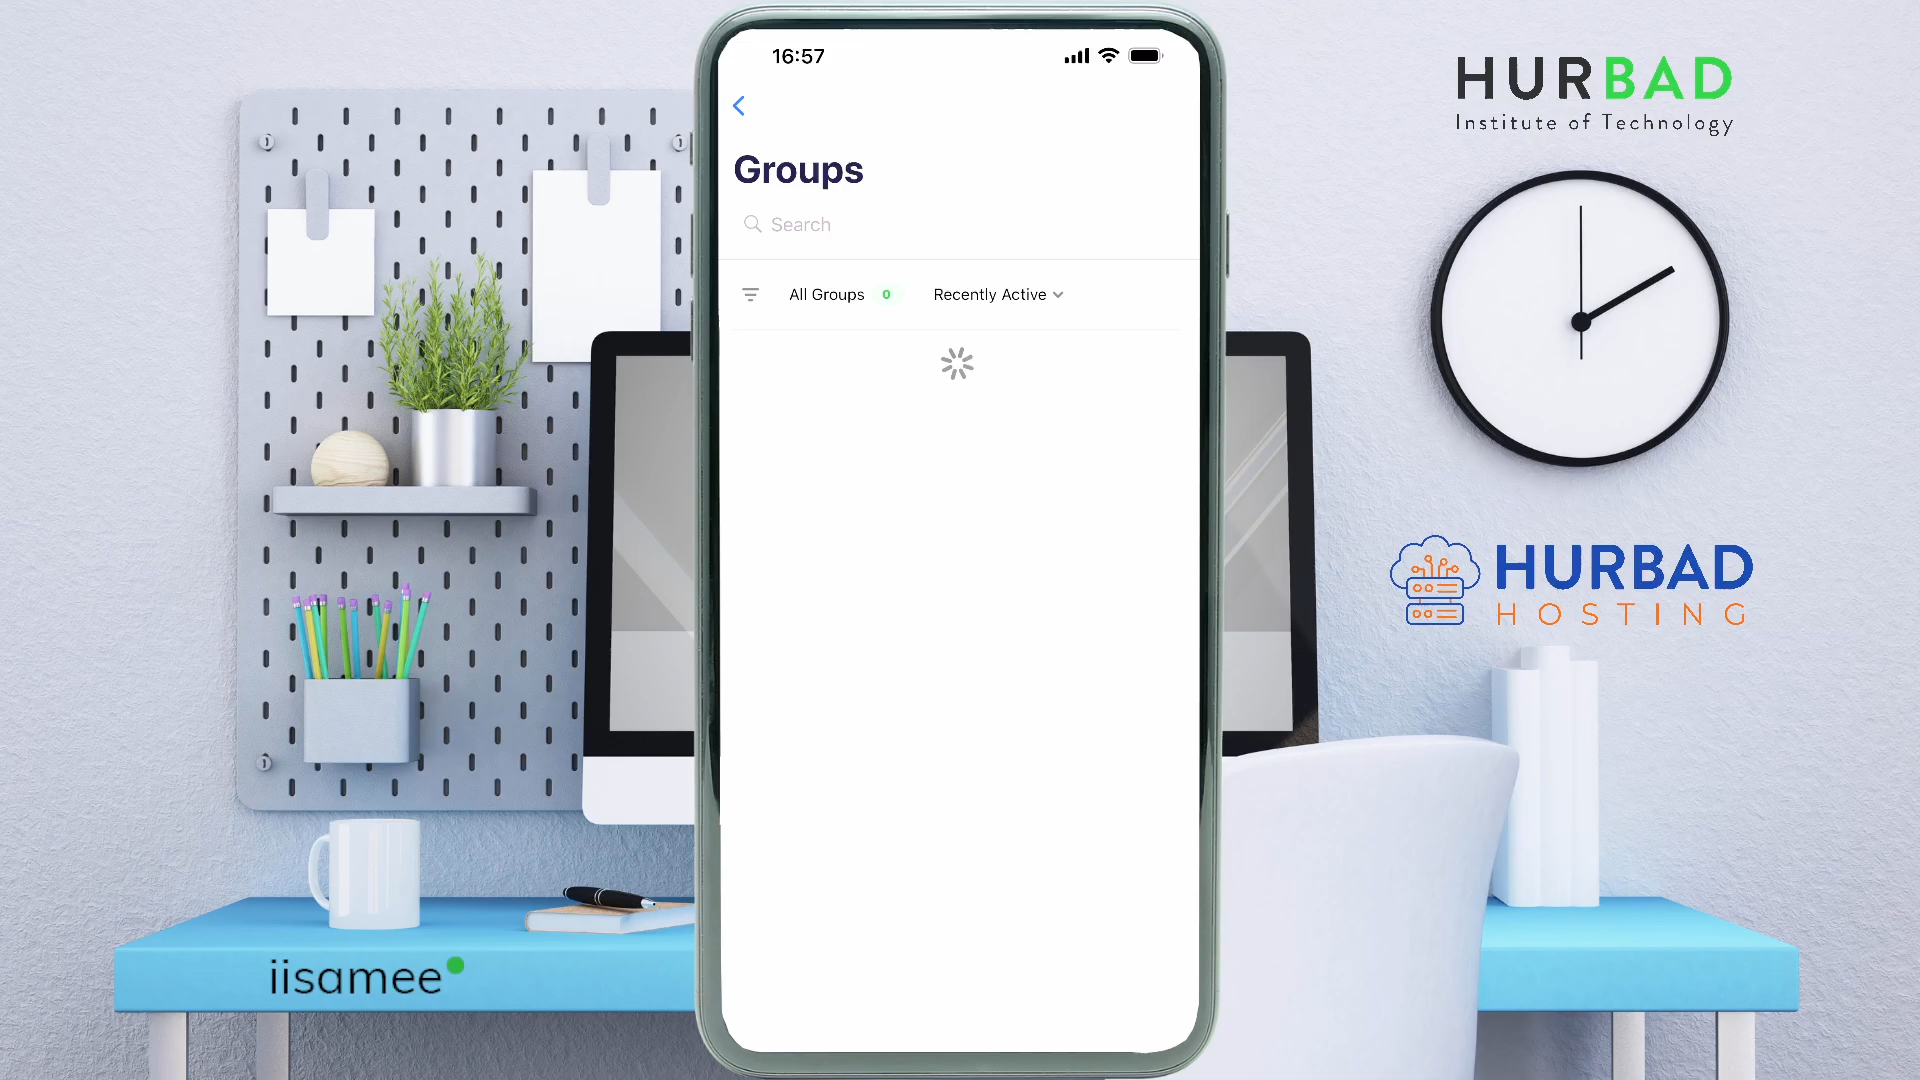 16:57
Groups
Search
All Groups 0 Recently Active
HURBAD
Institute of Technology
HURBAD
HOSTING
iisamee